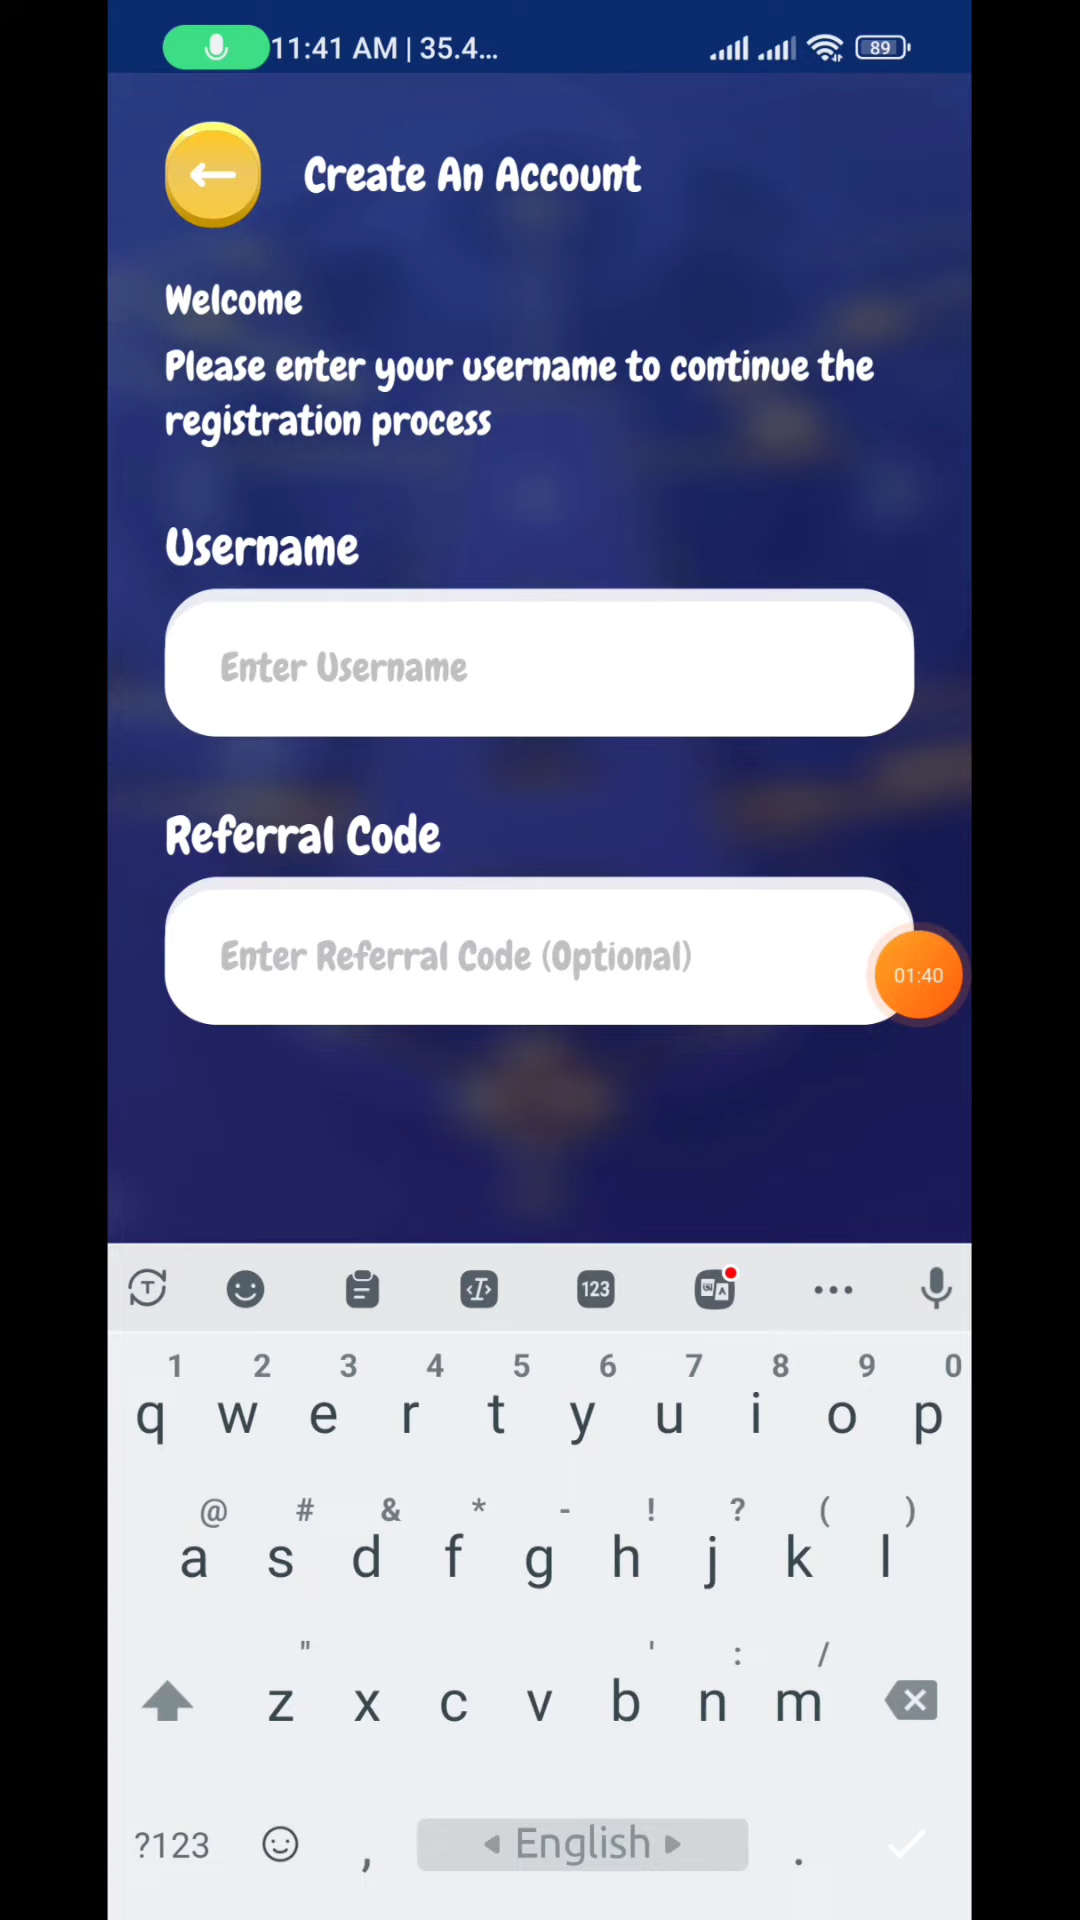 11:41 AM | 35.4...
89
Create An Account
Welcome
Please enter your username to continue the
registration process
Username
Enter Username
Referral Code
Enter Referral Code (Optional)
01:40
T
T
123
A
1 2 3 4 5 6 7 8 9 0
q w e r t y u i o p
@ # & * - ! ? ( )
a s d f g h j k l
" ' : /
z x c v b n m
?123 , English .